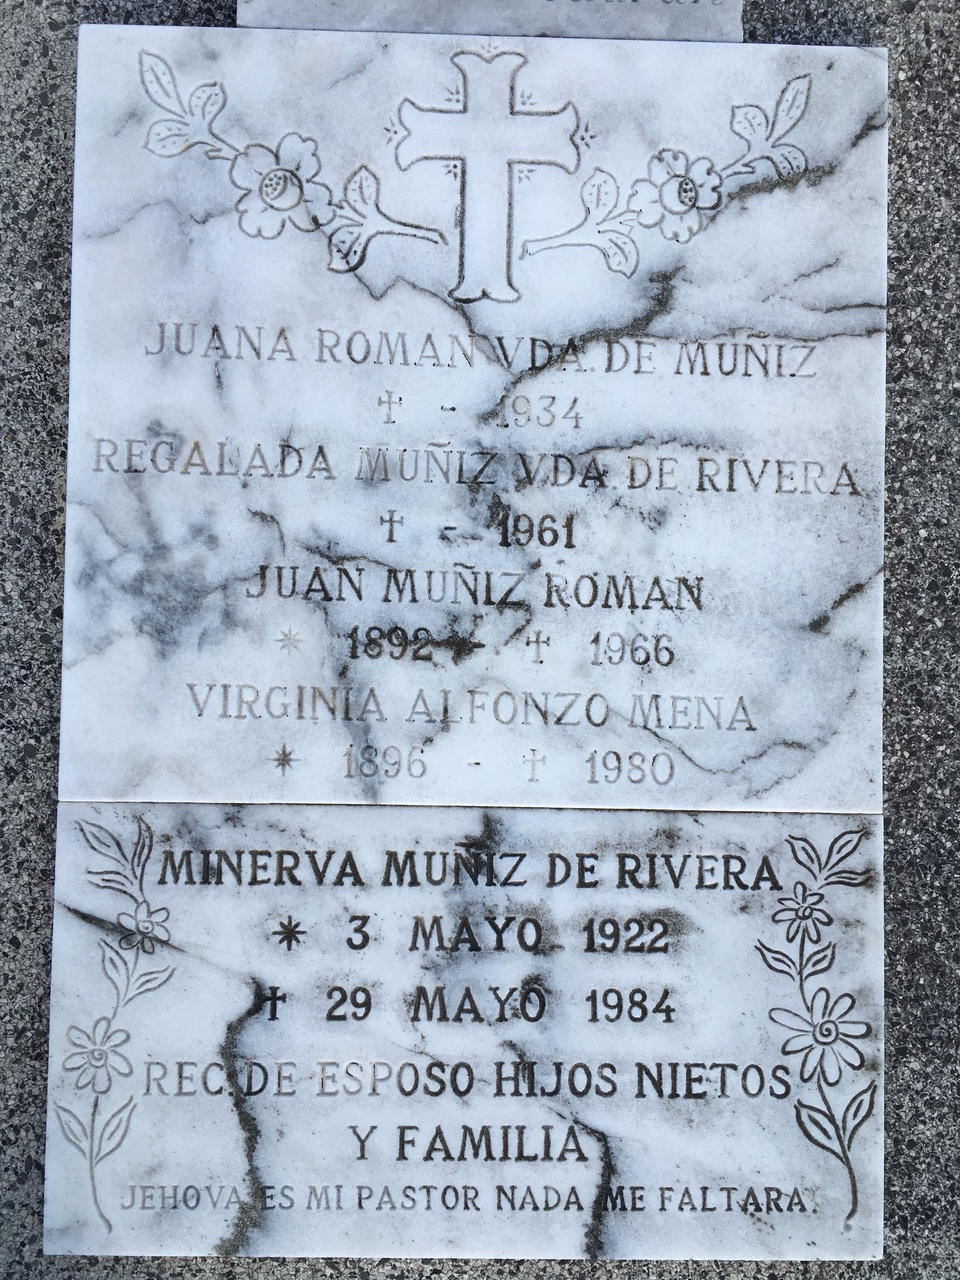 JUANA ROMAN VDA. DE MUÑIZ
✝ - 1934
REGALADA MUÑIZ VDA. DE RIVERA
✝ - 1961
JUAN MUÑIZ ROMAN
* 1892 - ✝ 1966
VIRGINIA ALFONZO MENA
* 1896 - ✝ 1980
MINERVA MUÑIZ DE RIVERA
* 3 MAYO 1922
✝ 29 MAYO 1984
REC. DE ESPOSO HIJOS NIETOS
Y FAMILIA
JEHOVA ES MI PASTOR NADA ME FALTARA.